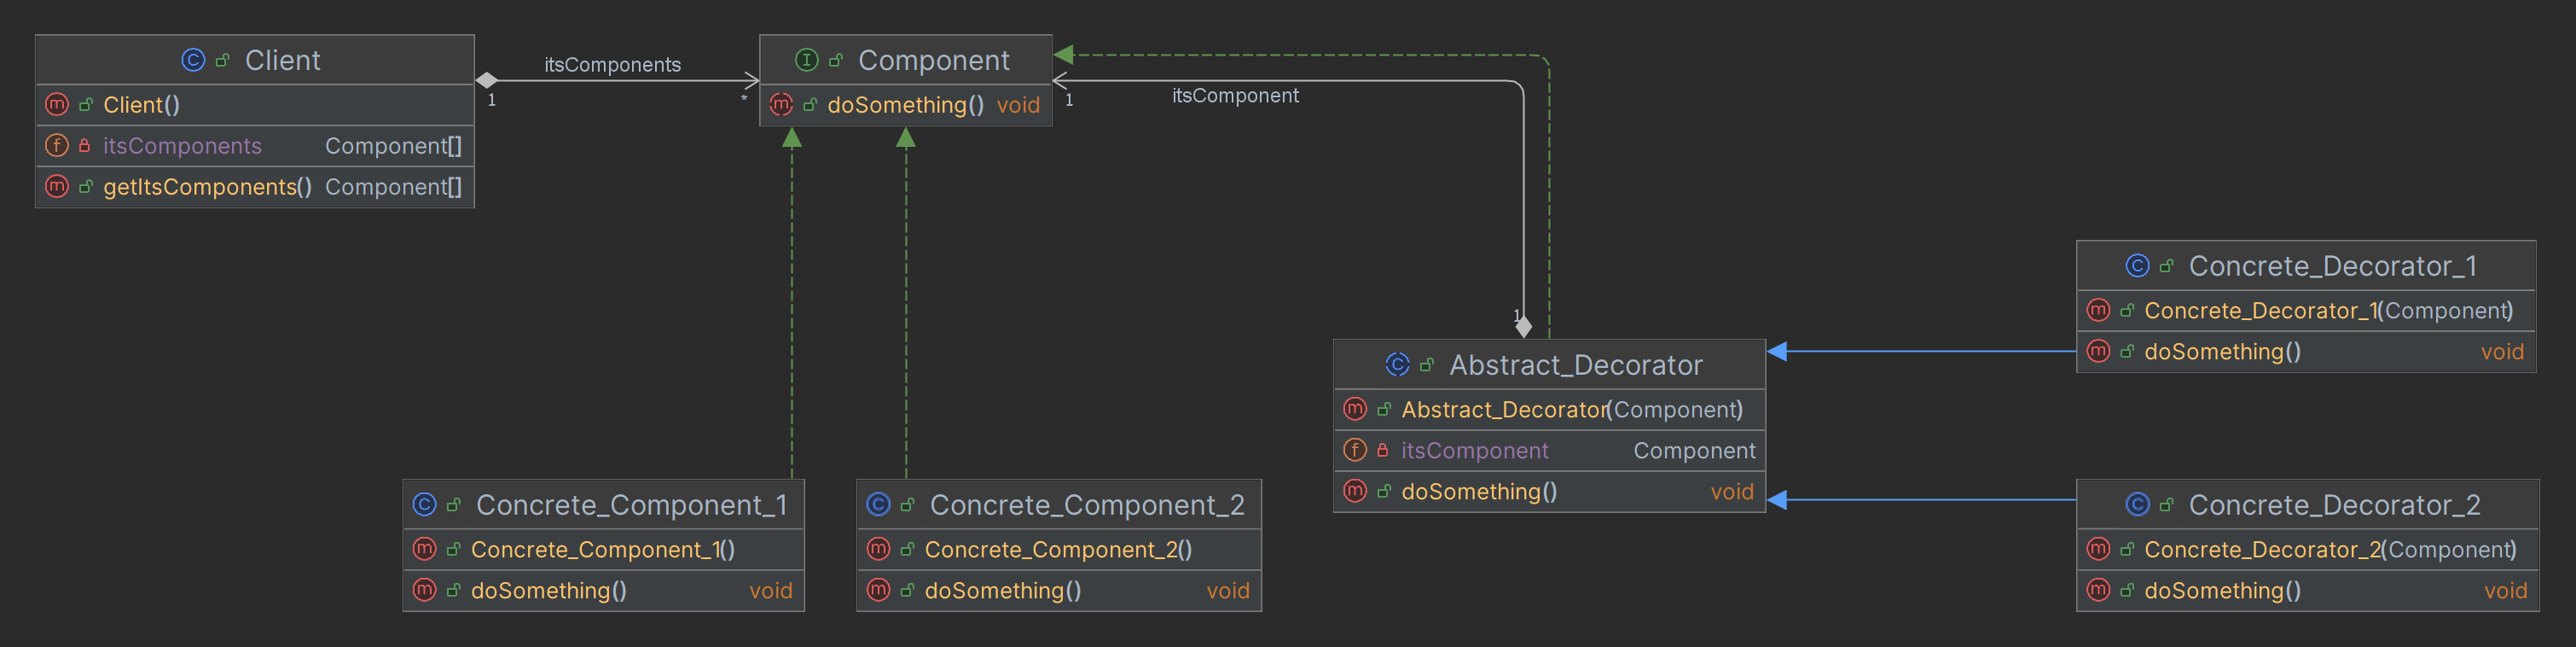 Client
Client()
itsComponents Component[]
getItsComponents() Component[]
itsComponents
1
*
Component
doSomething() void
1
itsComponent
1
Concrete_Component_1
Concrete_Component_1()
doSomething() void
Concrete_Component_2
Concrete_Component_2()
doSomething() void
Abstract_Decorator
Abstract_Decorator(Component)
itsComponent Component
doSomething() void
Concrete_Decorator_1
Concrete_Decorator_1(Component)
doSomething() void
Concrete_Decorator_2
Concrete_Decorator_2(Component)
doSomething() void